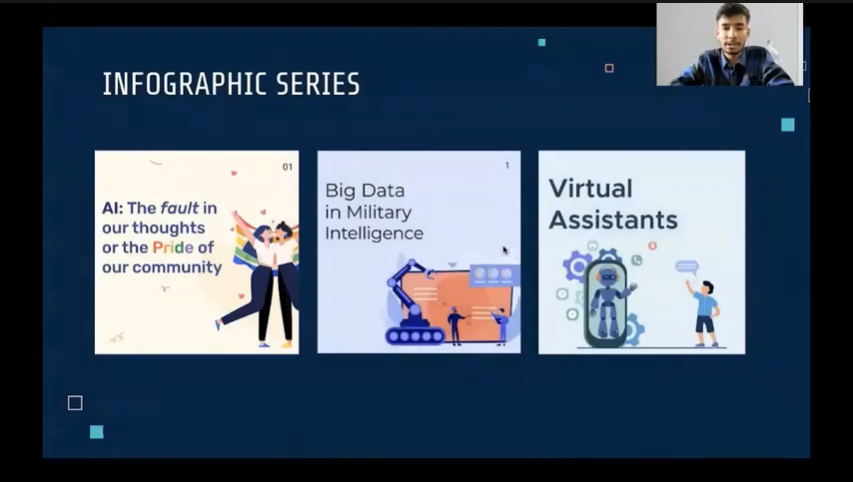 INFOGRAPHIC SERIES
01
AI: The fault in
our thoughts
or the Pride of
our community
1
Big Data
in Military
Intelligence
Virtual
Assistants